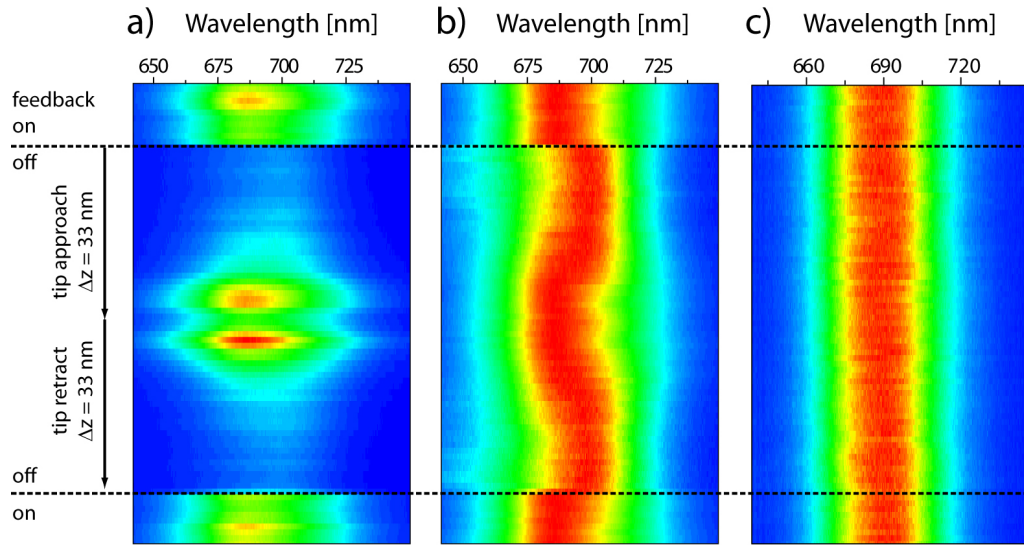 a) Wavelength [nm]
b) Wavelength [nm]
c) Wavelength [nm]
650 675 700 725
650 675 700 725
660 690 720
feedback
on
off
tip approach
Δz = 33 nm
tip retract
Δz = 33 nm
off
on